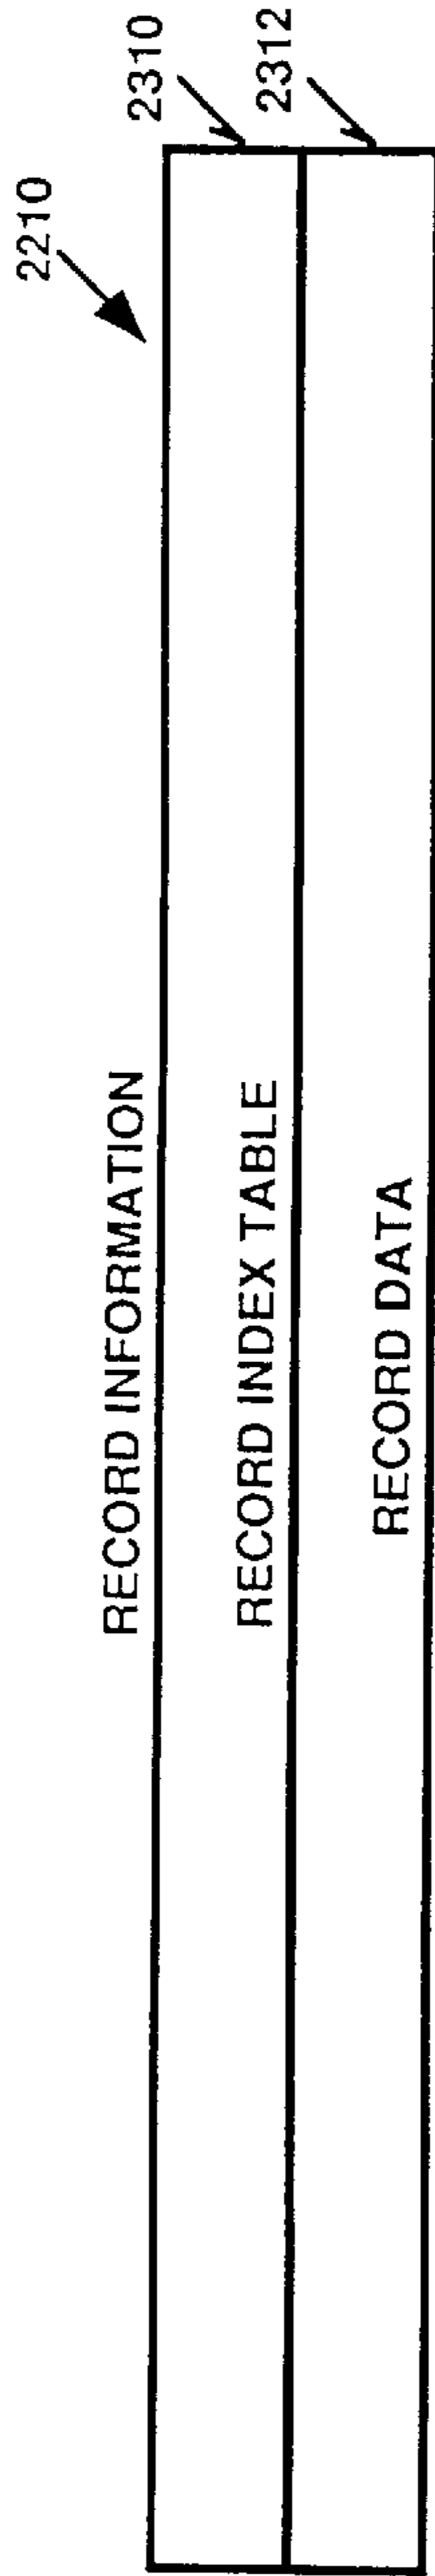 2210
RECORD INFORMATION
2310
RECORD INDEX TABLE
2312
RECORD DATA